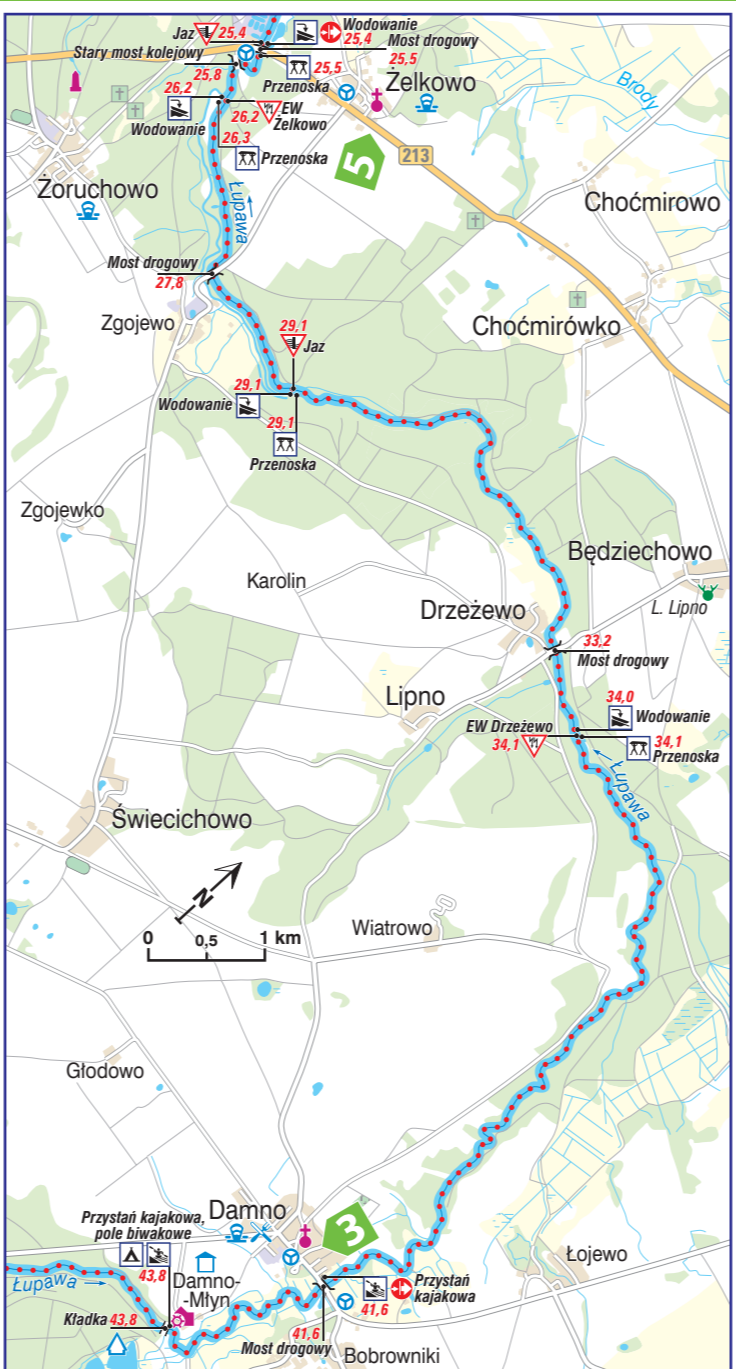 Jaz 25,4
Wodowanie
25,4
Most drogowy
25,5
Stary most kolejowy
25,8
25,5
Przenoska
Żelkowo
Brody
26,2
Wodowanie
26,2
EW
Żelkowo
26,3
Przenoska
5
213
Żoruchowo
Łupawa
Choćmirowo
Most drogowy
27,8
Zgojewo
Choćmirówko
29,1
Jaz
29,1
Wodowanie
29,1
Przenoska
Zgojewko
Będziechowo
Karolin
L. Lipno
Drzeżewo
33,2
Most drogowy
Lipno
34,0
Wodowanie
EW Drzeżewo
34,1
34,1
Przenoska
Łupawa
Świecichowo
N
0 0,5 1 km
Wiatrowo
Głodowo
Damno
3
Przystań kajakowa,
pole biwakowe
43,8
Łupawa
Damno-
-Młyn
Łojewo
Przystań
kajakowa
41,6
Kładka 43,8
41,6
Most drogowy
Bobrowniki